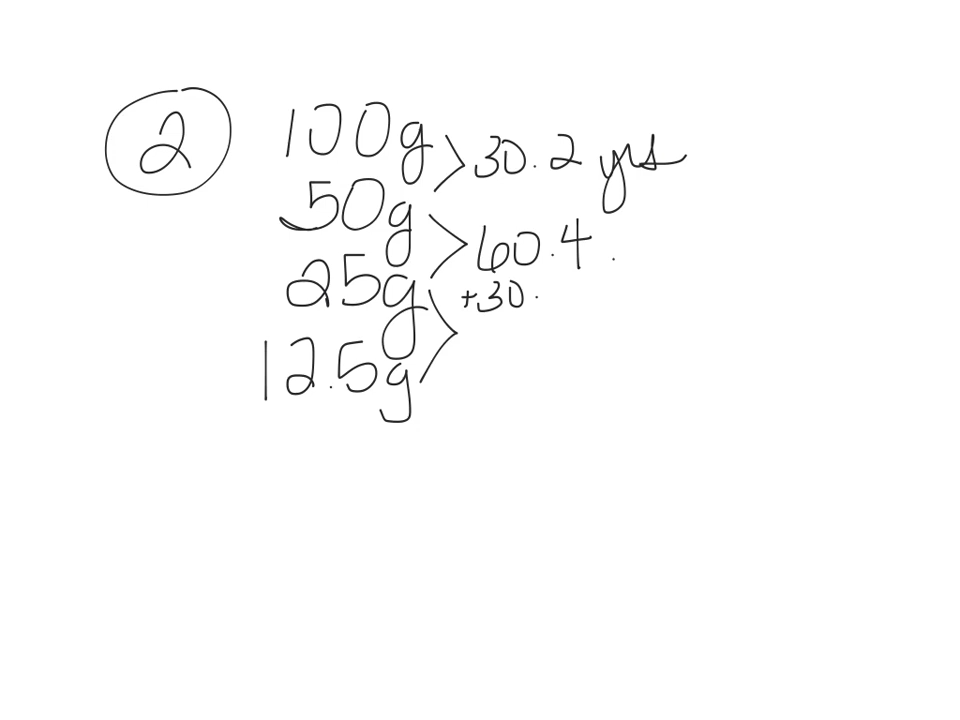 2 100g > 30.2 yrs
50g > 60.4.
25g > +30.
12.5g